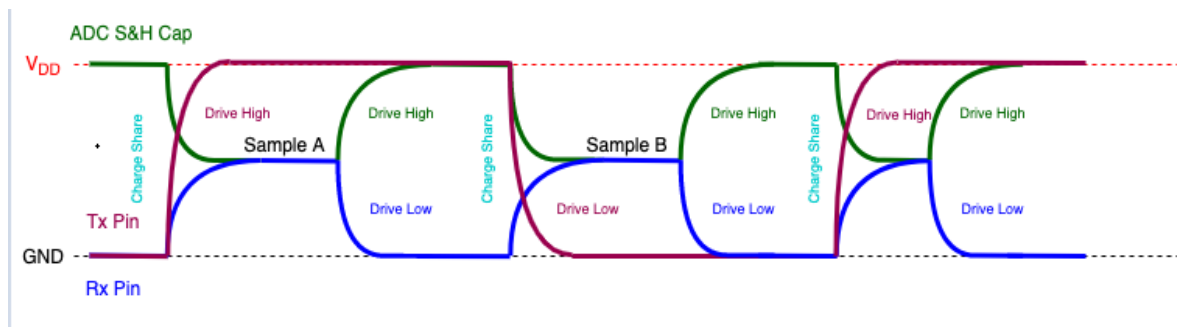 ADC S&H Cap
VDD
Charge Share
Drive High
Sample A
Drive High
Charge Share
Sample B
Drive High
Charge Share
Drive High
Drive High
Tx Pin
Drive Low
Drive Low
Drive Low
Drive Low
GND
Rx Pin